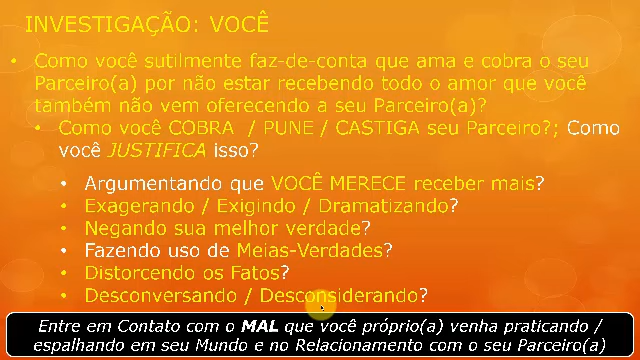 INVESTIGAÇÃO: VOCÊ
• Como você sutilmente faz-de-conta que ama e cobra o seu
Parceiro(a) por não estar recebendo todo o amor que você
também não vem oferecendo a seu Parceiro(a)?
• Como você COBRA / PUNE / CASTIGA seu Parceiro?; Como
você JUSTIFICA isso?
• Argumentando que VOCÊ MERECE receber mais?
• Exagerando / Exigindo / Dramatizando?
• Negando sua melhor verdade?
• Fazendo uso de Meias-Verdades?
• Distorcendo os Fatos?
• Desconversando / Desconsiderando?
Entre em Contato com o MAL que você próprio(a) venha praticando /
espalhando em seu Mundo e no Relacionamento com o seu Parceiro(a)